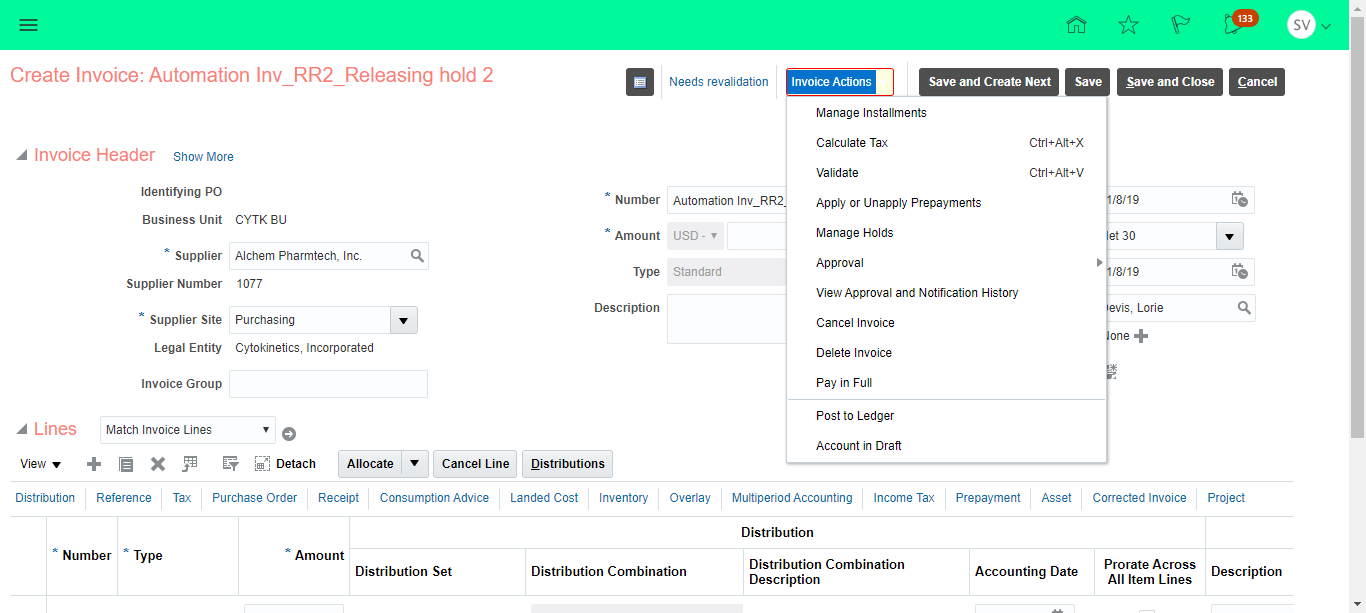 133
SV
Create Invoice: Automation Inv_RR2_Releasing hold 2
Needs revalidation
Invoice Actions
Save and Create Next
Save
Save and Close
Cancel
Manage Installments
Calculate Tax Ctrl+Alt+X
Validate Ctrl+Alt+V
Apply or Unapply Prepayments
Manage Holds
Approval
View Approval and Notification History
Cancel Invoice
Delete Invoice
Pay in Full
Post to Ledger
Account in Draft
Invoice Header
Show More
Identifying PO
Business Unit CYTK BU
* Supplier Alchem Pharmtech, Inc.
Supplier Number 1077
* Supplier Site Purchasing
Legal Entity Cytokinetics, Incorporated
Invoice Group
* Number Automation Inv_RR2_
* Amount USD -
Type Standard
Description
1/8/19
et 30
1/8/19
evis, Lorie
one
Lines
Match Invoice Lines
View
Detach
Allocate
Cancel Line
Distributions
Distribution
Reference
Tax
Purchase Order
Receipt
Consumption Advice
Landed Cost
Inventory
Overlay
Multiperiod Accounting
Income Tax
Prepayment
Asset
Corrected Invoice
Project
* Number
* Type
* Amount
Distribution
Distribution Set
Distribution Combination
Distribution Combination
Description
Accounting Date
Prorate Across
All Item Lines
Description